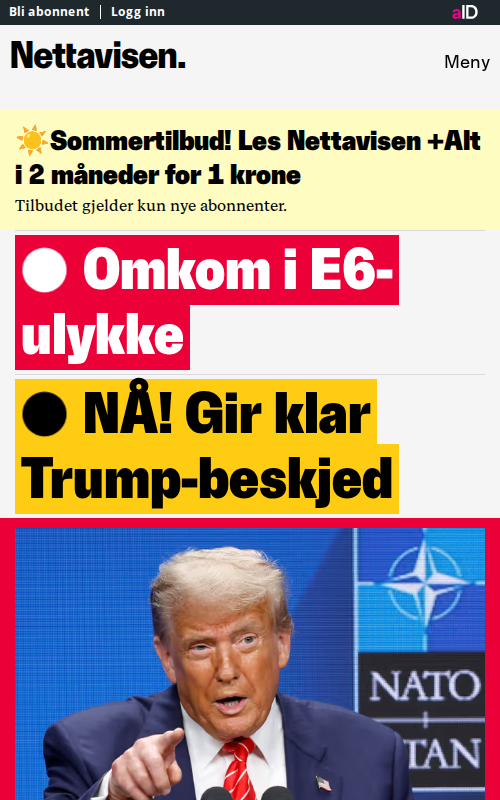 Bli abonnent | Logg inn
aID
Nettavisen.
Meny
☀️Sommertilbud! Les Nettavisen +Alt
i 2 måneder for 1 krone
Tilbudet gjelder kun nye abonnenter.
Omkom i E6-
ulykke
NÅ! Gir klar
Trump-beskjed
NATO
TAN